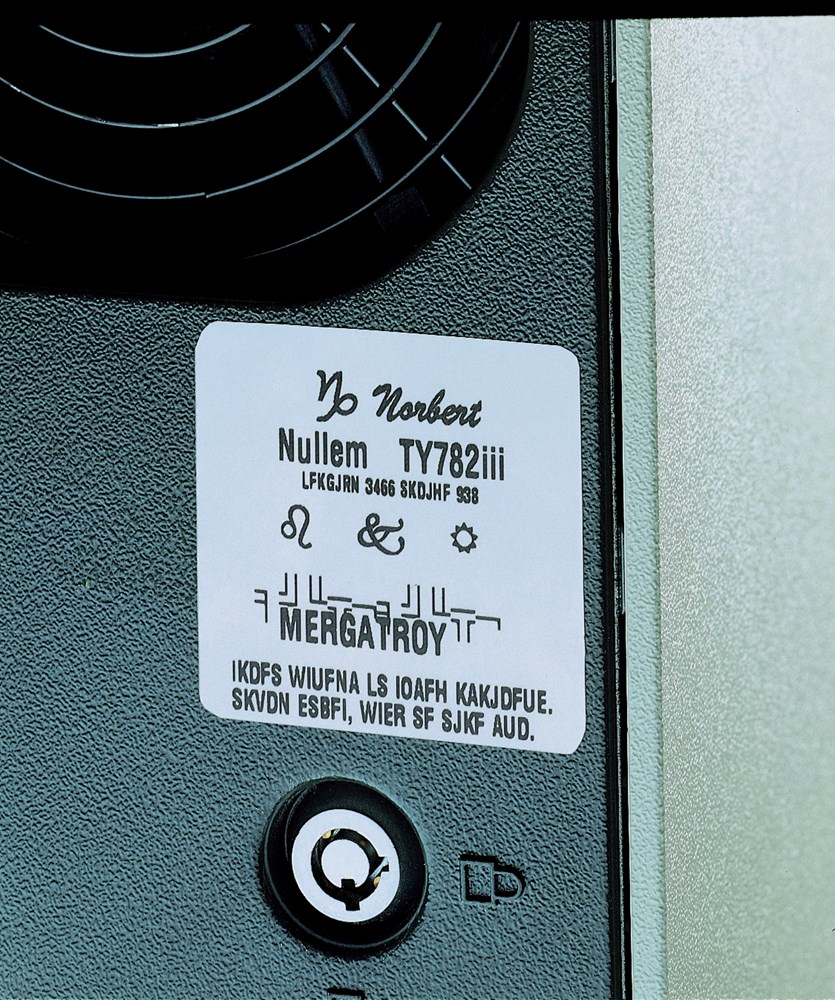 ♑ Norbert
Nullem TY782iii
LFKGJRN 3466 SKDJHF 938
♌ &
MERGATROY
IKDFS WIUFNA LS IOAFH KAKJDFUE.
SKVDN ESBFI, WIER SF SJKF AUD.